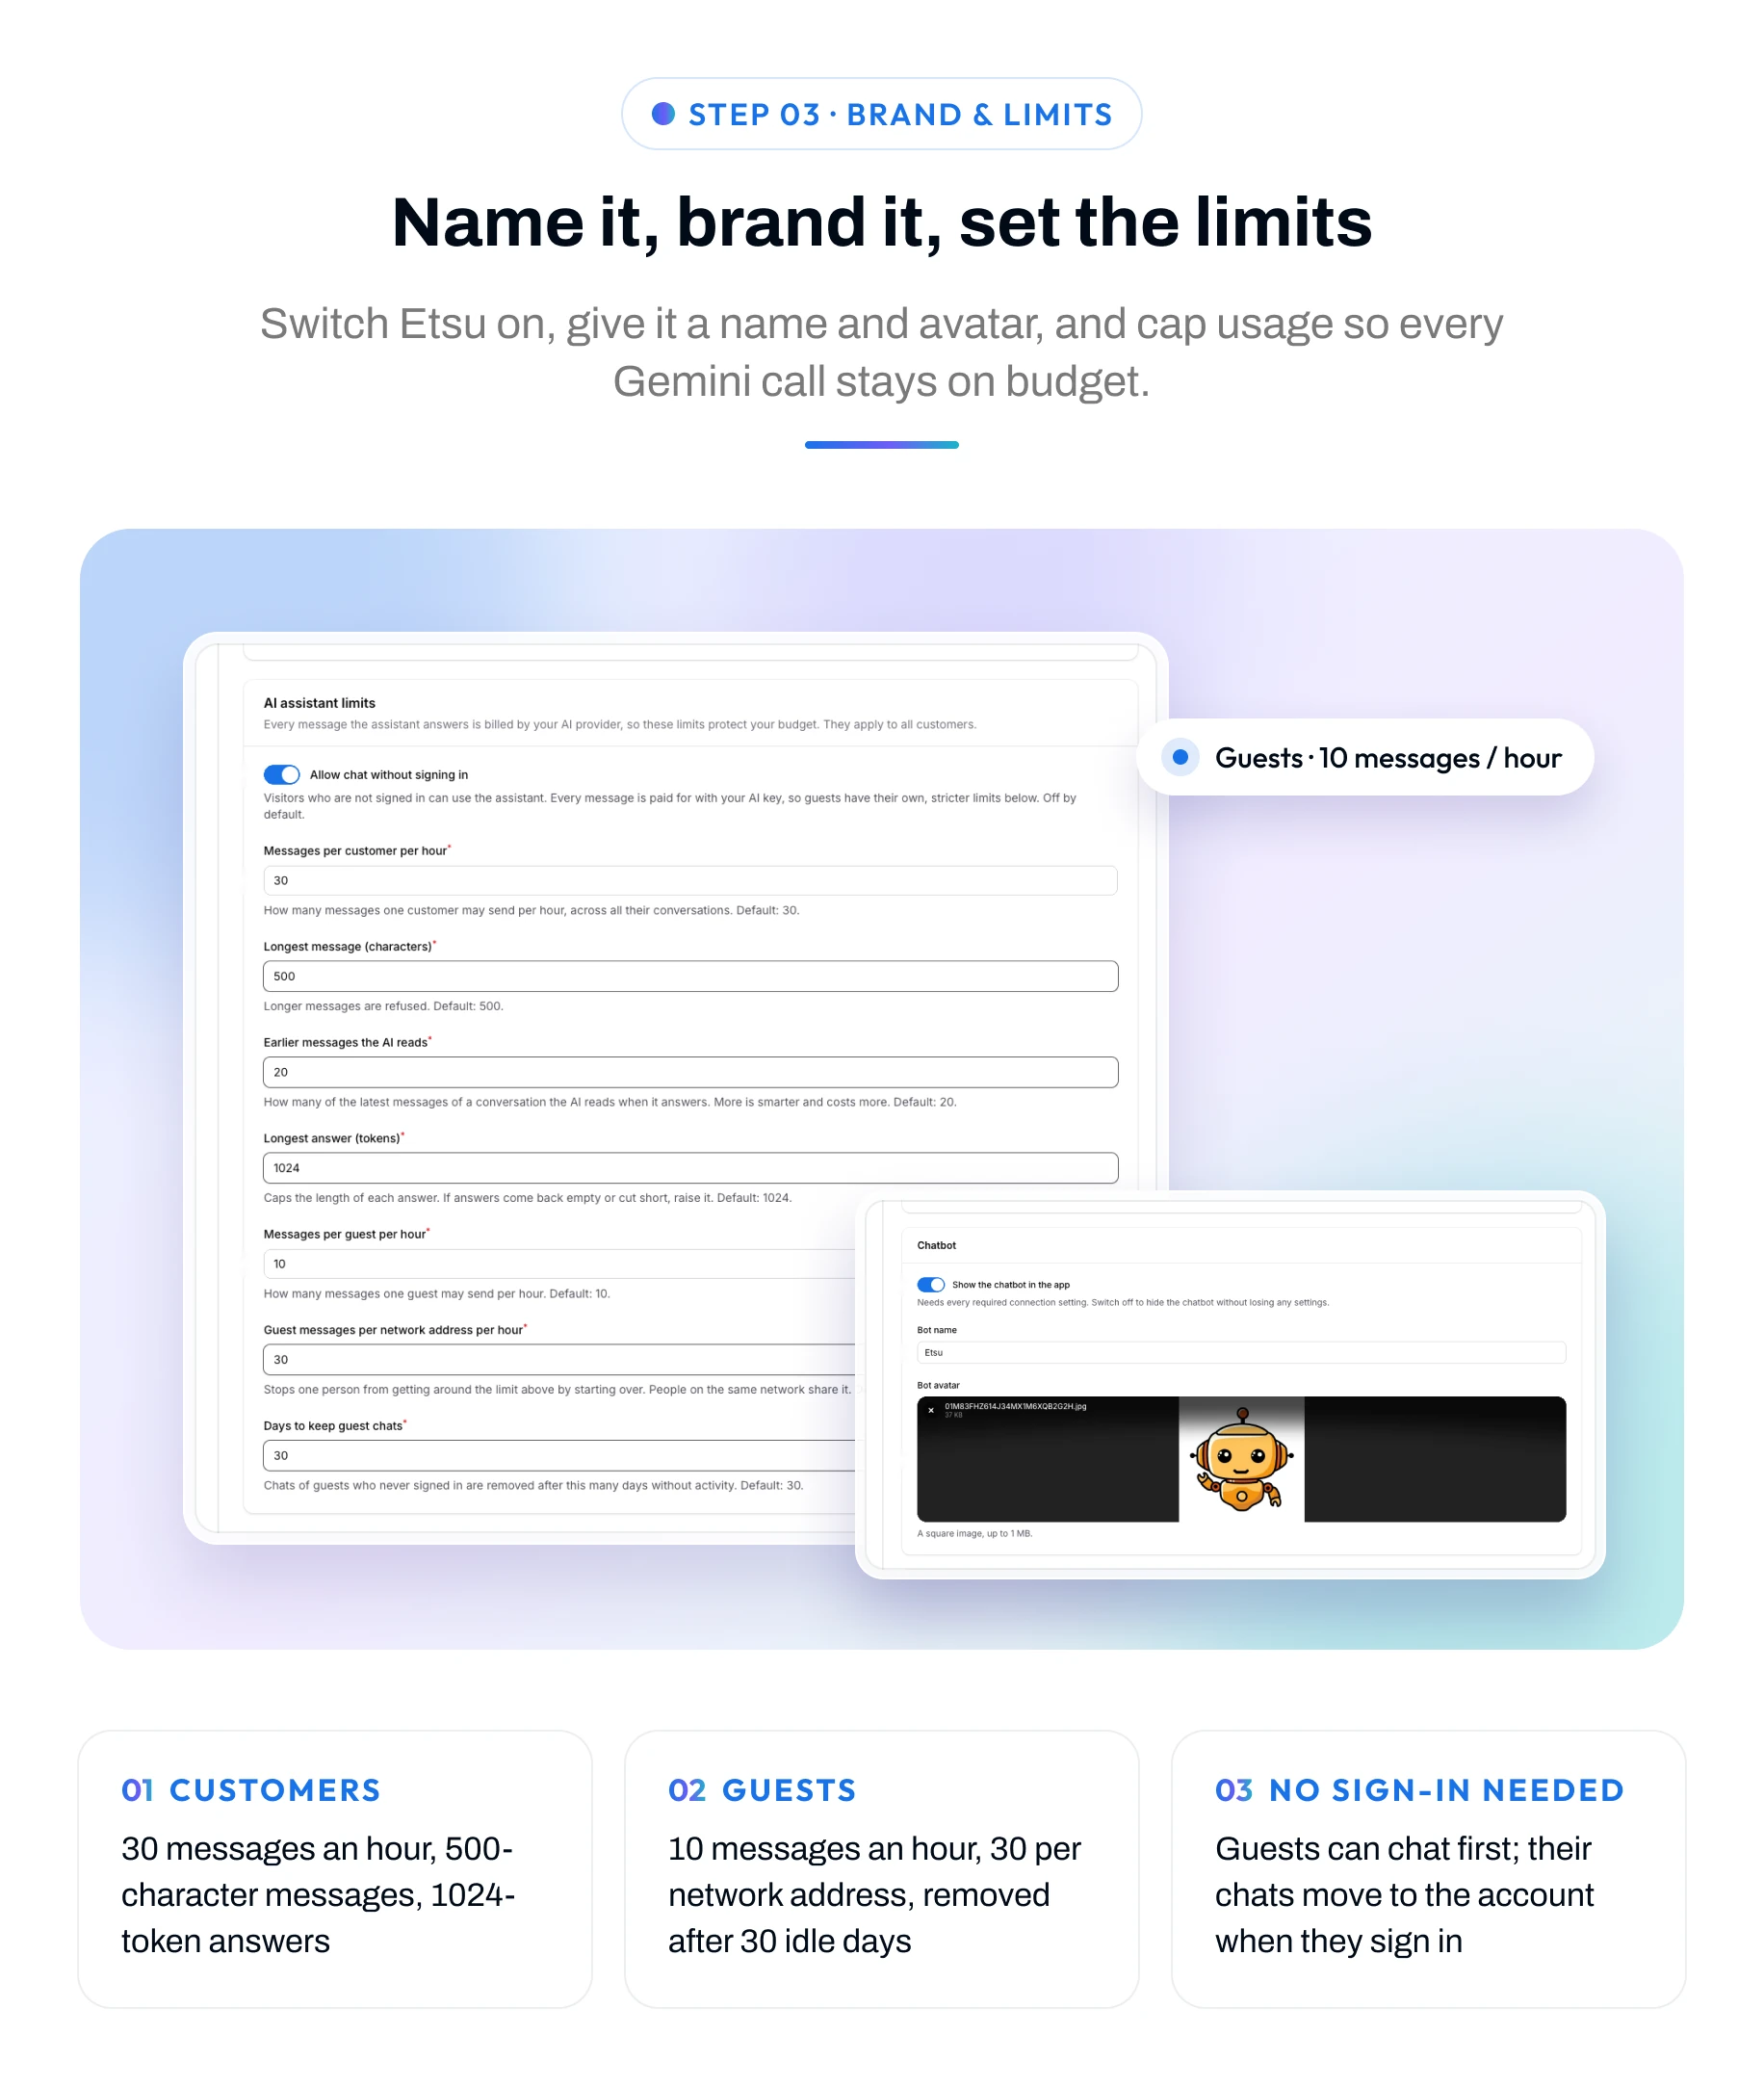 STEP 03 · BRAND & LIMITS
Name it, brand it, set the limits
Switch Etsu on, give it a name and avatar, and cap usage so every
Gemini call stays on budget.
AI assistant limits
Every message the assistant answers is billed by your AI provider, so these limits protect your budget. They apply to all customers.
Allow chat without signing in
Visitors who are not signed in can use the assistant. Every message is paid for with your AI key, so guests have their own, stricter limits below. Off by
default.
Messages per customer per hour*
30
How many messages one customer may send per hour, across all their conversations. Default: 30.
Longest message (characters)*
500
Longer messages are refused. Default: 500.
Earlier messages the AI reads*
20
How many of the latest messages of a conversation the AI reads when it answers. More is smarter and costs more. Default: 20.
Longest answer (tokens)*
1024
Caps the length of each answer. If answers come back empty or cut short, raise it. Default: 1024.
Messages per guest per hour*
10
How many messages one guest may send per hour. Default: 10.
Guest messages per network address per hour*
30
Stops one person from getting around the limit above by starting over. People on the same network share it.
Days to keep guest chats*
30
Chats of guests who never signed in are removed after this many days without activity. Default: 30.
Guests · 10 messages / hour
Chatbot
Show the chatbot in the app
Needs every required connection setting. Switch off to hide the chatbot without losing any settings.
Bot name
Etsu
Bot avatar
01M83FHZ614J34MX1M6XQB2G2H.jpg
37 KB
A square image, up to 1 MB.
01 CUSTOMERS
30 messages an hour, 500-
character messages, 1024-
token answers
02 GUESTS
10 messages an hour, 30 per
network address, removed
after 30 idle days
03 NO SIGN-IN NEEDED
Guests can chat first; their
chats move to the account
when they sign in